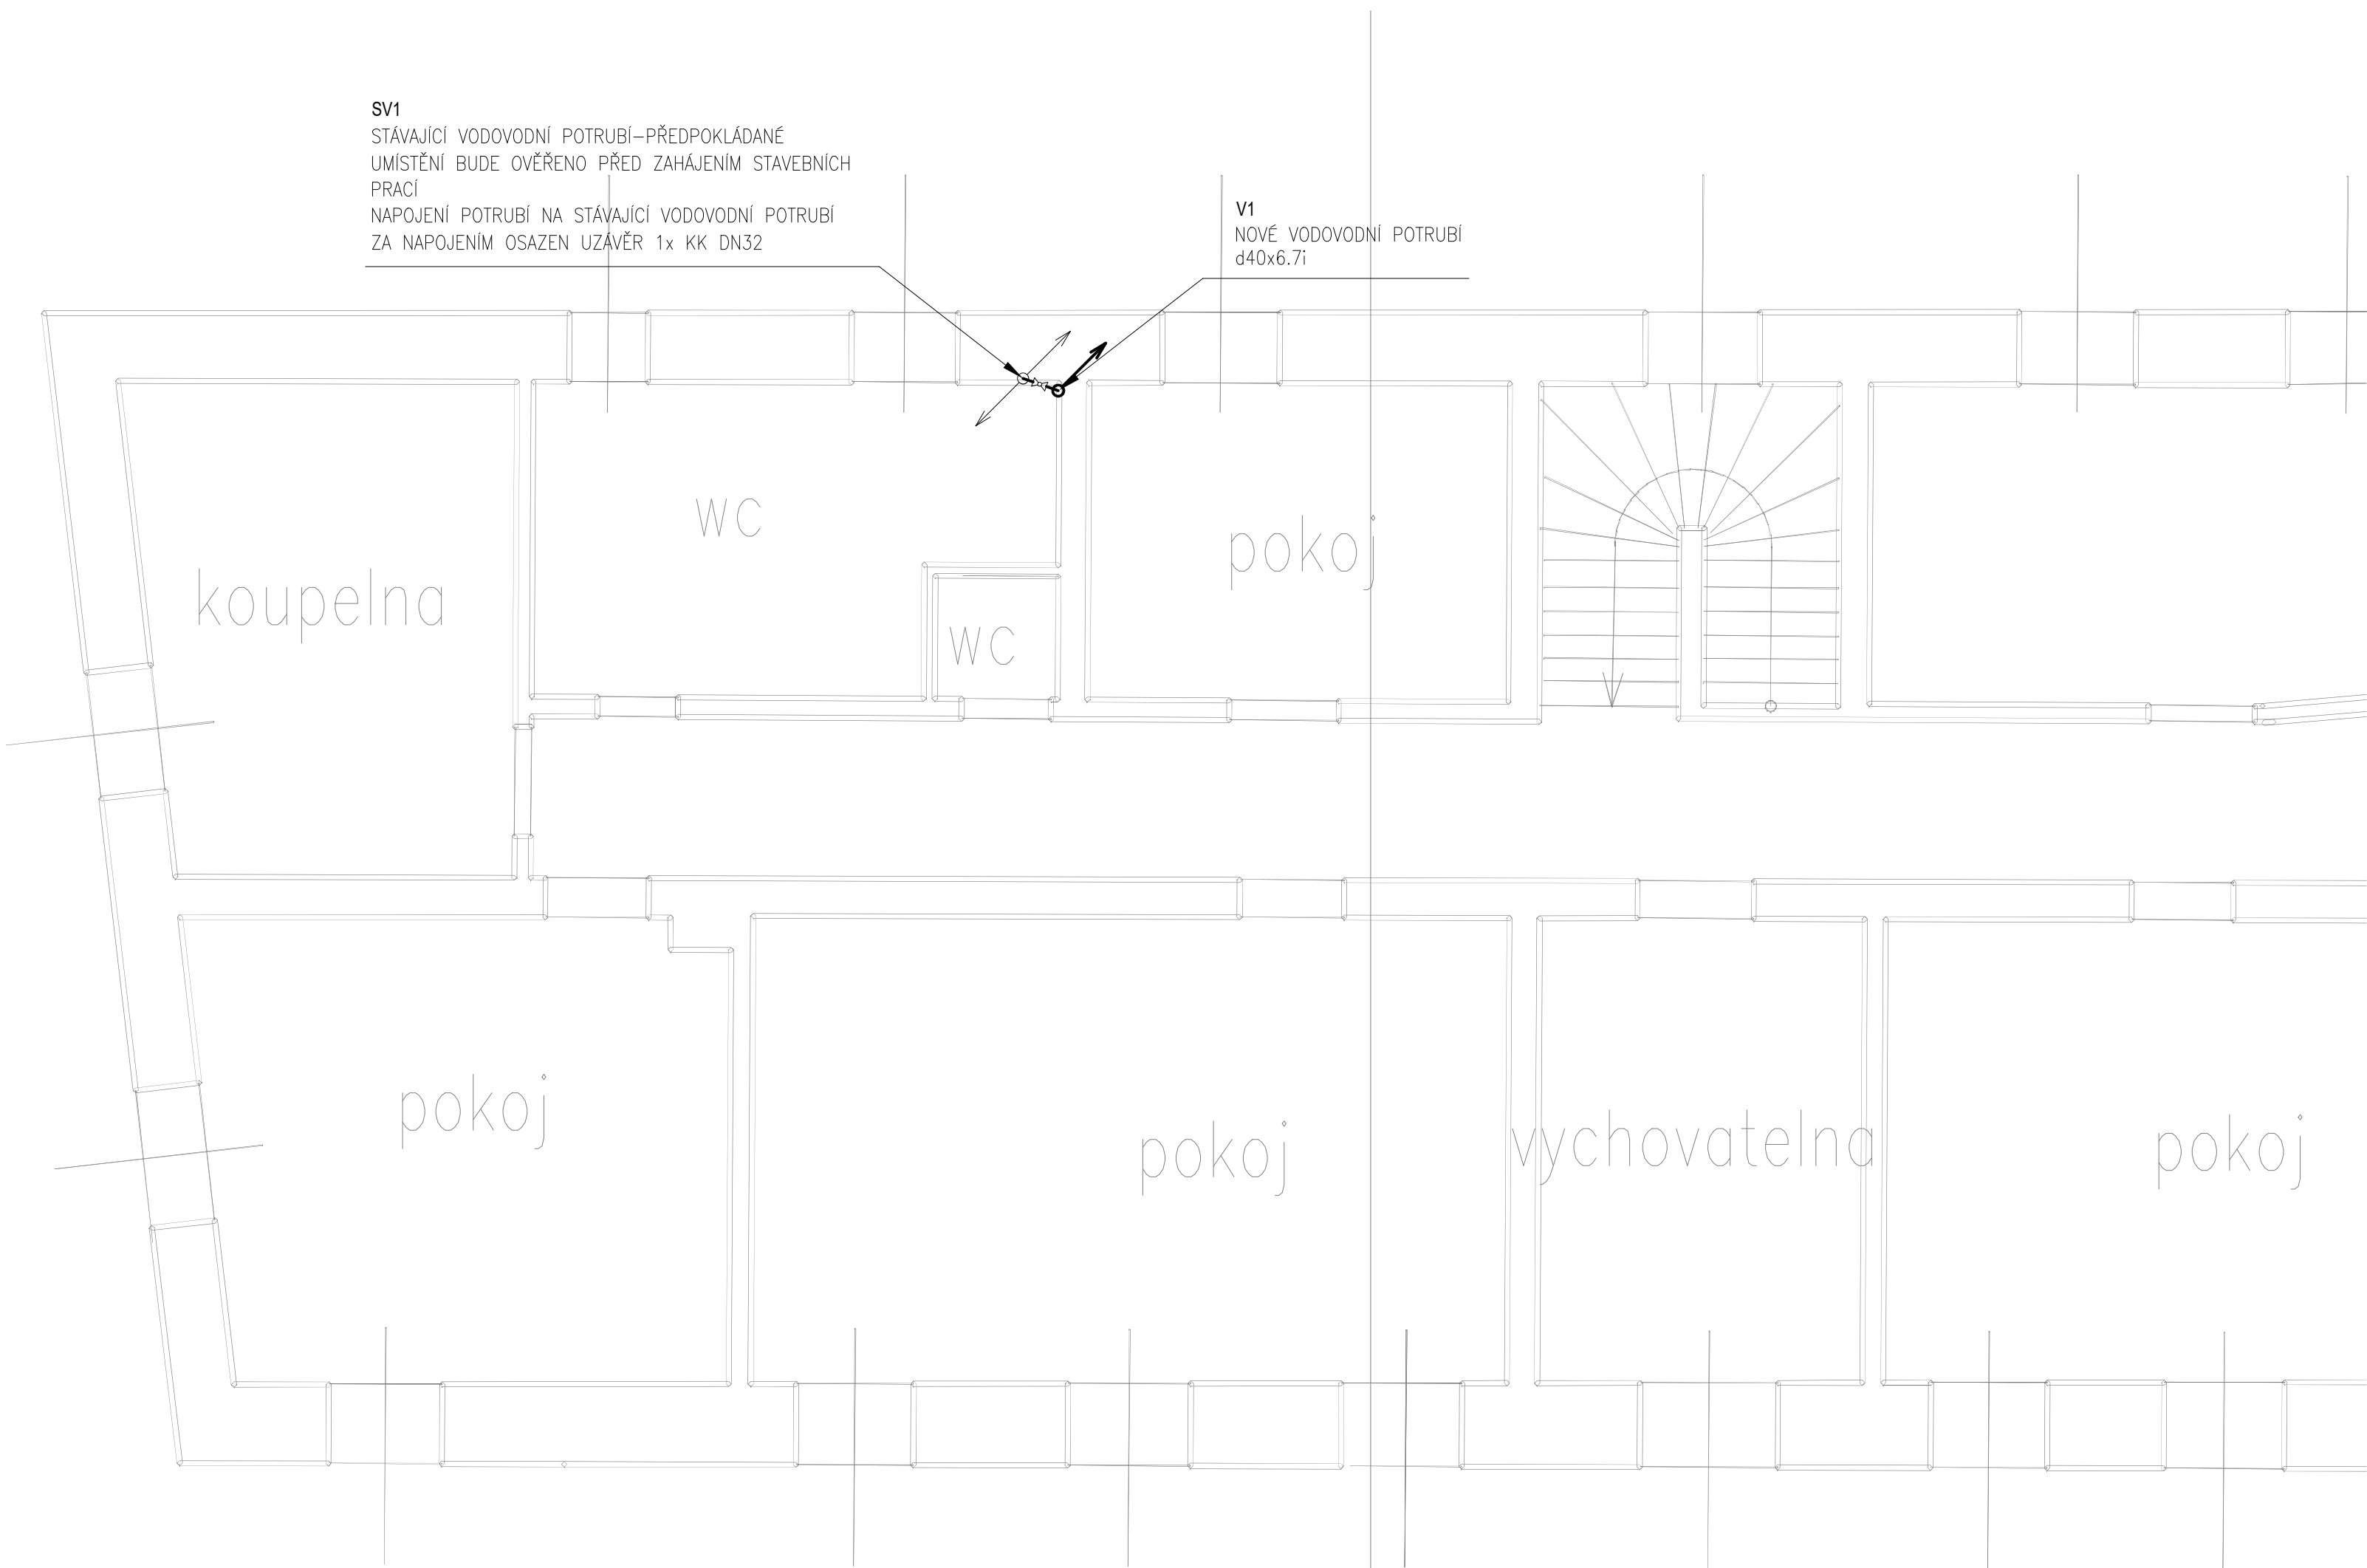 SV1
STÁVAJÍCÍ VODOVODNÍ POTRUBÍ-PŘEDPOKLÁDANÉ
UMÍSTĚNÍ BUDE OVĚŘENO PŘED ZAHÁJENÍM STAVEBNÍCH
PRACÍ
NAPOJENÍ POTRUBÍ NA STÁVAJÍCÍ VODOVODNÍ POTRUBÍ
ZA NAPOJENÍM OSAZEN UZÁVĚR 1x KK DN32
V1
NOVÉ VODOVODNÍ POTRUBÍ
d40x6.7i
WC
pokoj
koupelna
WC
pokoj
pokoj
vychovatelna
pokoj